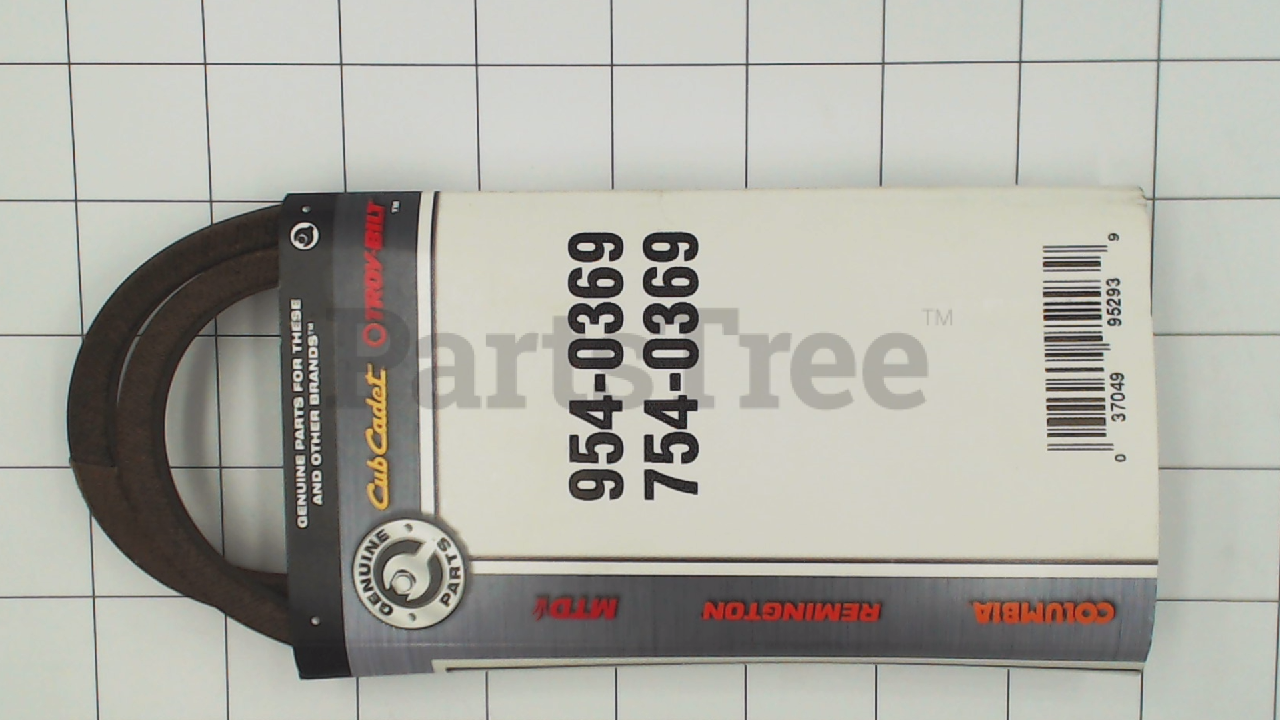 GENUINE PARTS FOR THESE
AND OTHER BRANDS™
Cub Cadet
TROY-BILT™
GENUINE
PARTS
954-0369
754-0369
PartsTree™
0 37049 95293 9
MTD
REMINGTON
COLUMBIA